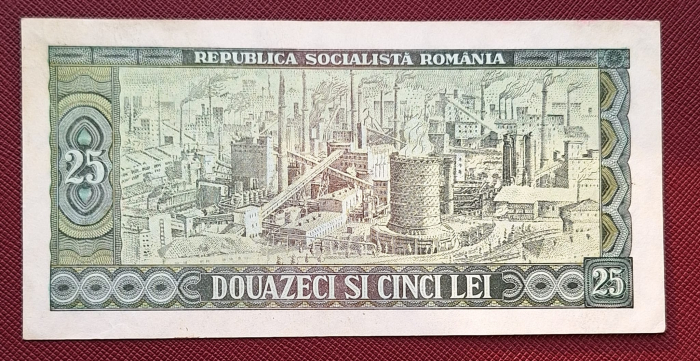 REPUBLICA SOCIALISTĂ ROMÂNIA
25
DOUAZECI SI CINCI LEI
25